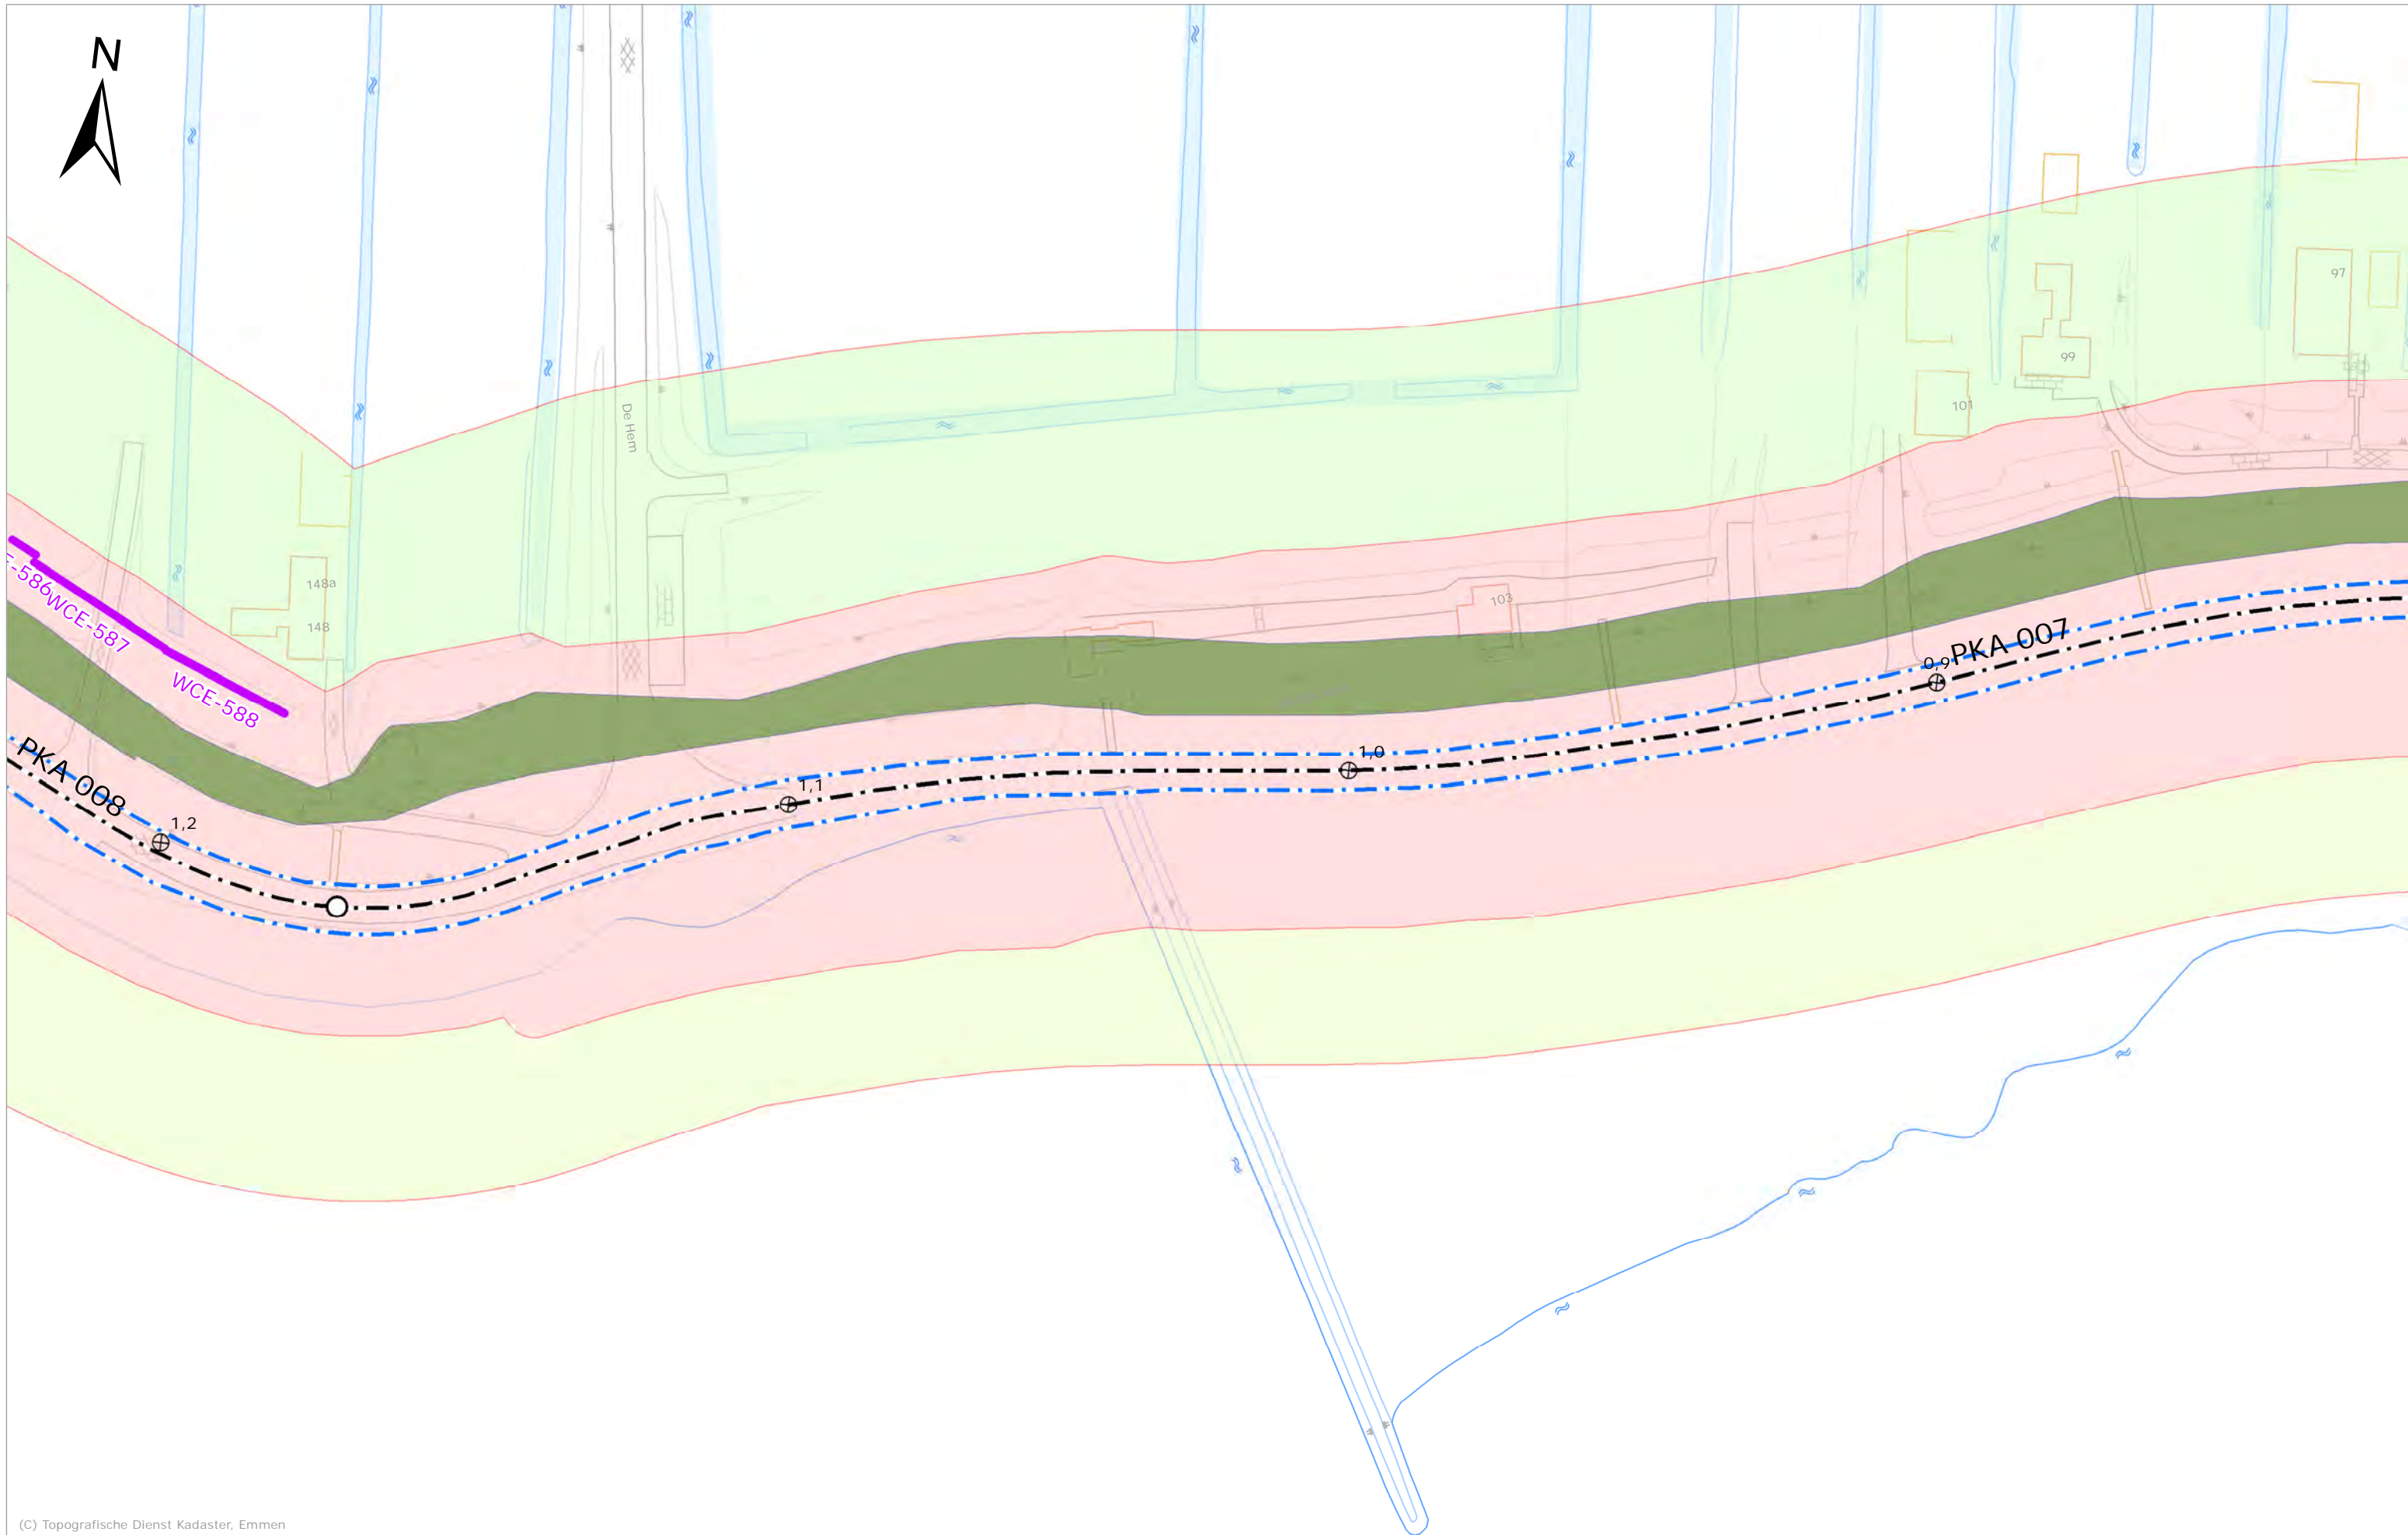 N
97
99
101
De Hem
E-586
WCE-587
148a
148
103
WCE-588
PKA 007
0,9
PKA 008
1,0
1,1
1,2
(C) Topografische Dienst Kadaster, Emmen